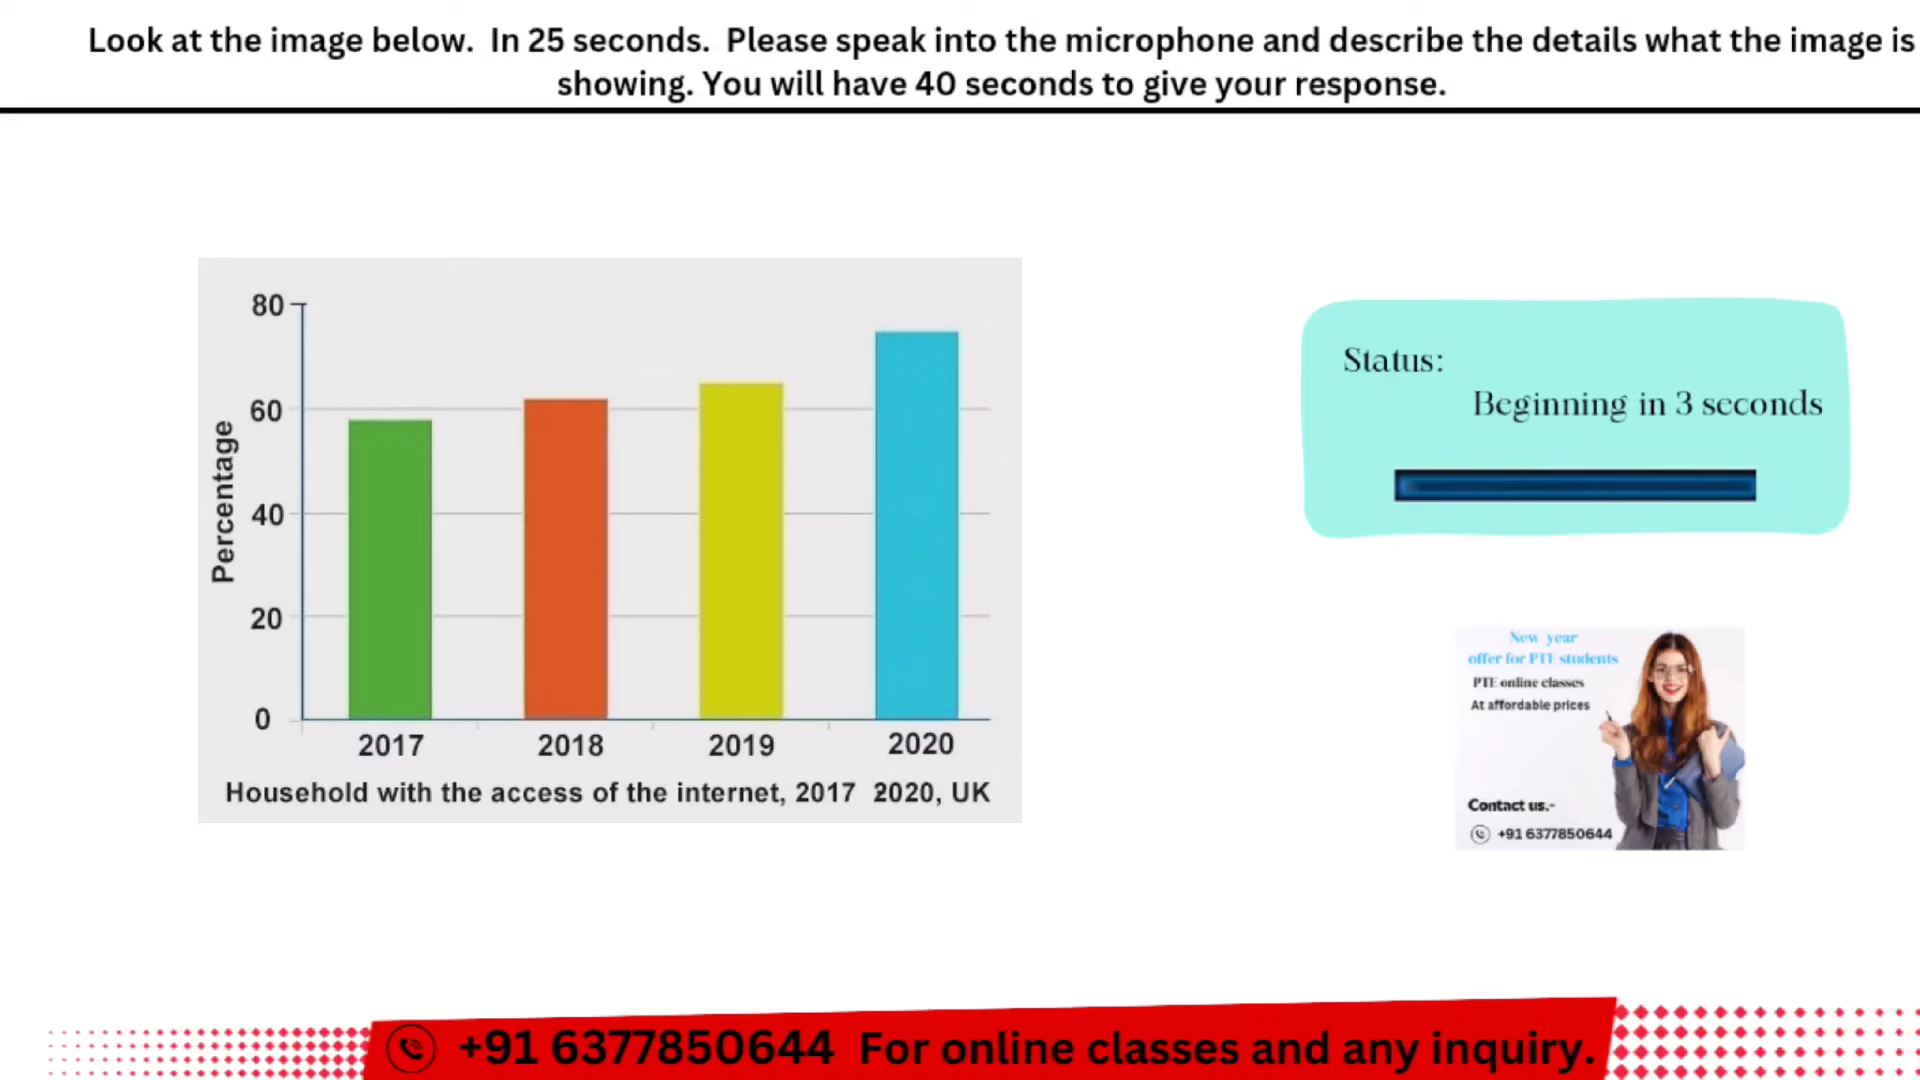 Look at the image below. In 25 seconds. Please speak into the microphone and describe the details what the image is
showing. You will have 40 seconds to give your response.
80
60
40
20
0
Percentage
2017 2018 2019 2020
Household with the access of the internet, 2017 2020, UK
Status:
Beginning in 3 seconds
New year
offer for PTE students
PTE online classes
At affordable prices
Contact us.-
+91 6377850644
+91 6377850644 For online classes and any inquiry.